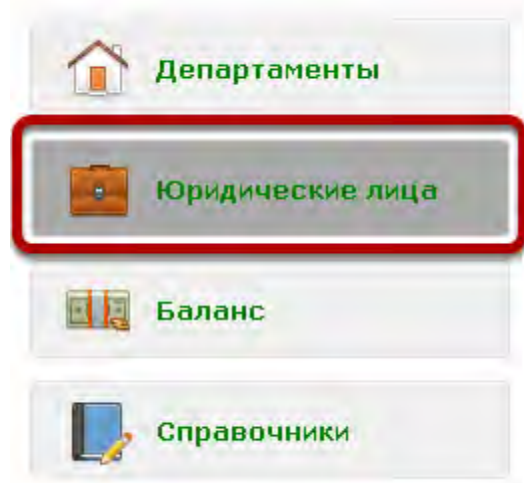 Департаменты
Юридические лица
Баланс
Справочники